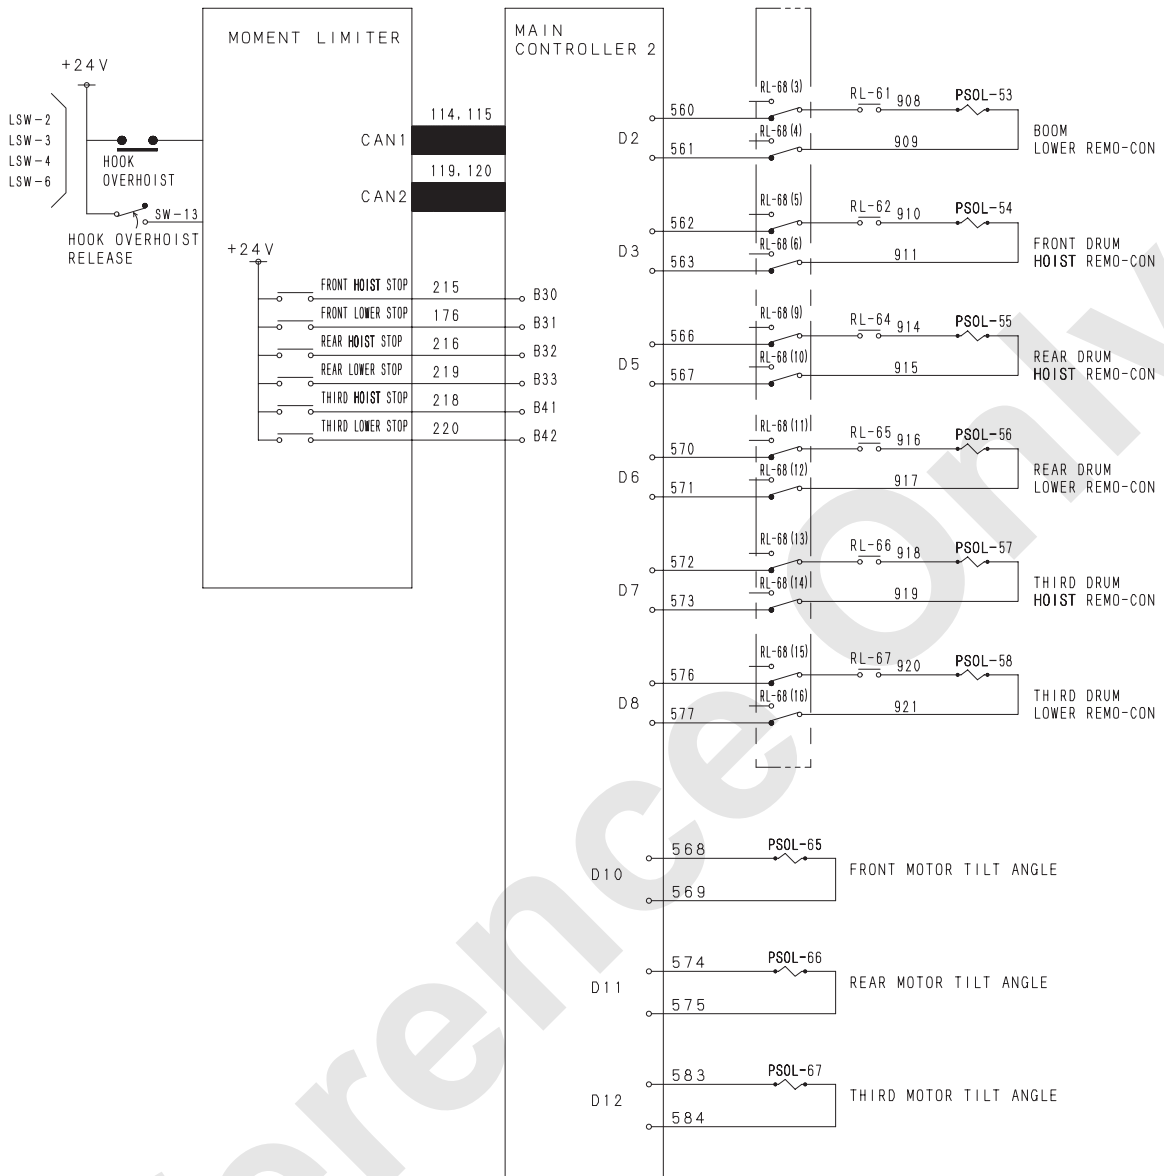 MOMENT LIMITER
MAIN
CONTROLLER 2
+24V
LSW-2
LSW-3
LSW-4
LSW-6
HOOK
OVERHOIST
SW-13
HOOK OVERHOIST
RELEASE
CAN1
114, 115
CAN2
119, 120
+24V
FRONT HOIST STOP 215 B30
FRONT LOWER STOP 176 B31
REAR HOIST STOP 216 B32
REAR LOWER STOP 219 B33
THIRD HOIST STOP 218 B41
THIRD LOWER STOP 220 B42
D2
560
561
RL-68(3)
RL-68(4)
RL-61 908 PSOL-53
909
BOOM
LOWER REMO-CON
D3
562
563
RL-68(5)
RL-68(6)
RL-62 910 PSOL-54
911
FRONT DRUM
HOIST REMO-CON
D5
566
567
RL-68(9)
RL-68(10)
RL-64 914 PSOL-55
915
REAR DRUM
HOIST REMO-CON
D6
570
571
RL-68(11)
RL-68(12)
RL-65 916 PSOL-56
917
REAR DRUM
LOWER REMO-CON
D7
572
573
RL-68(13)
RL-68(14)
RL-66 918 PSOL-57
919
THIRD DRUM
HOIST REMO-CON
D8
576
577
RL-68(15)
RL-68(16)
RL-67 920 PSOL-58
921
THIRD DRUM
LOWER REMO-CON
D10
568 PSOL-65
569
FRONT MOTOR TILT ANGLE
D11
574 PSOL-66
575
REAR MOTOR TILT ANGLE
D12
583 PSOL-67
584
THIRD MOTOR TILT ANGLE
erence Only